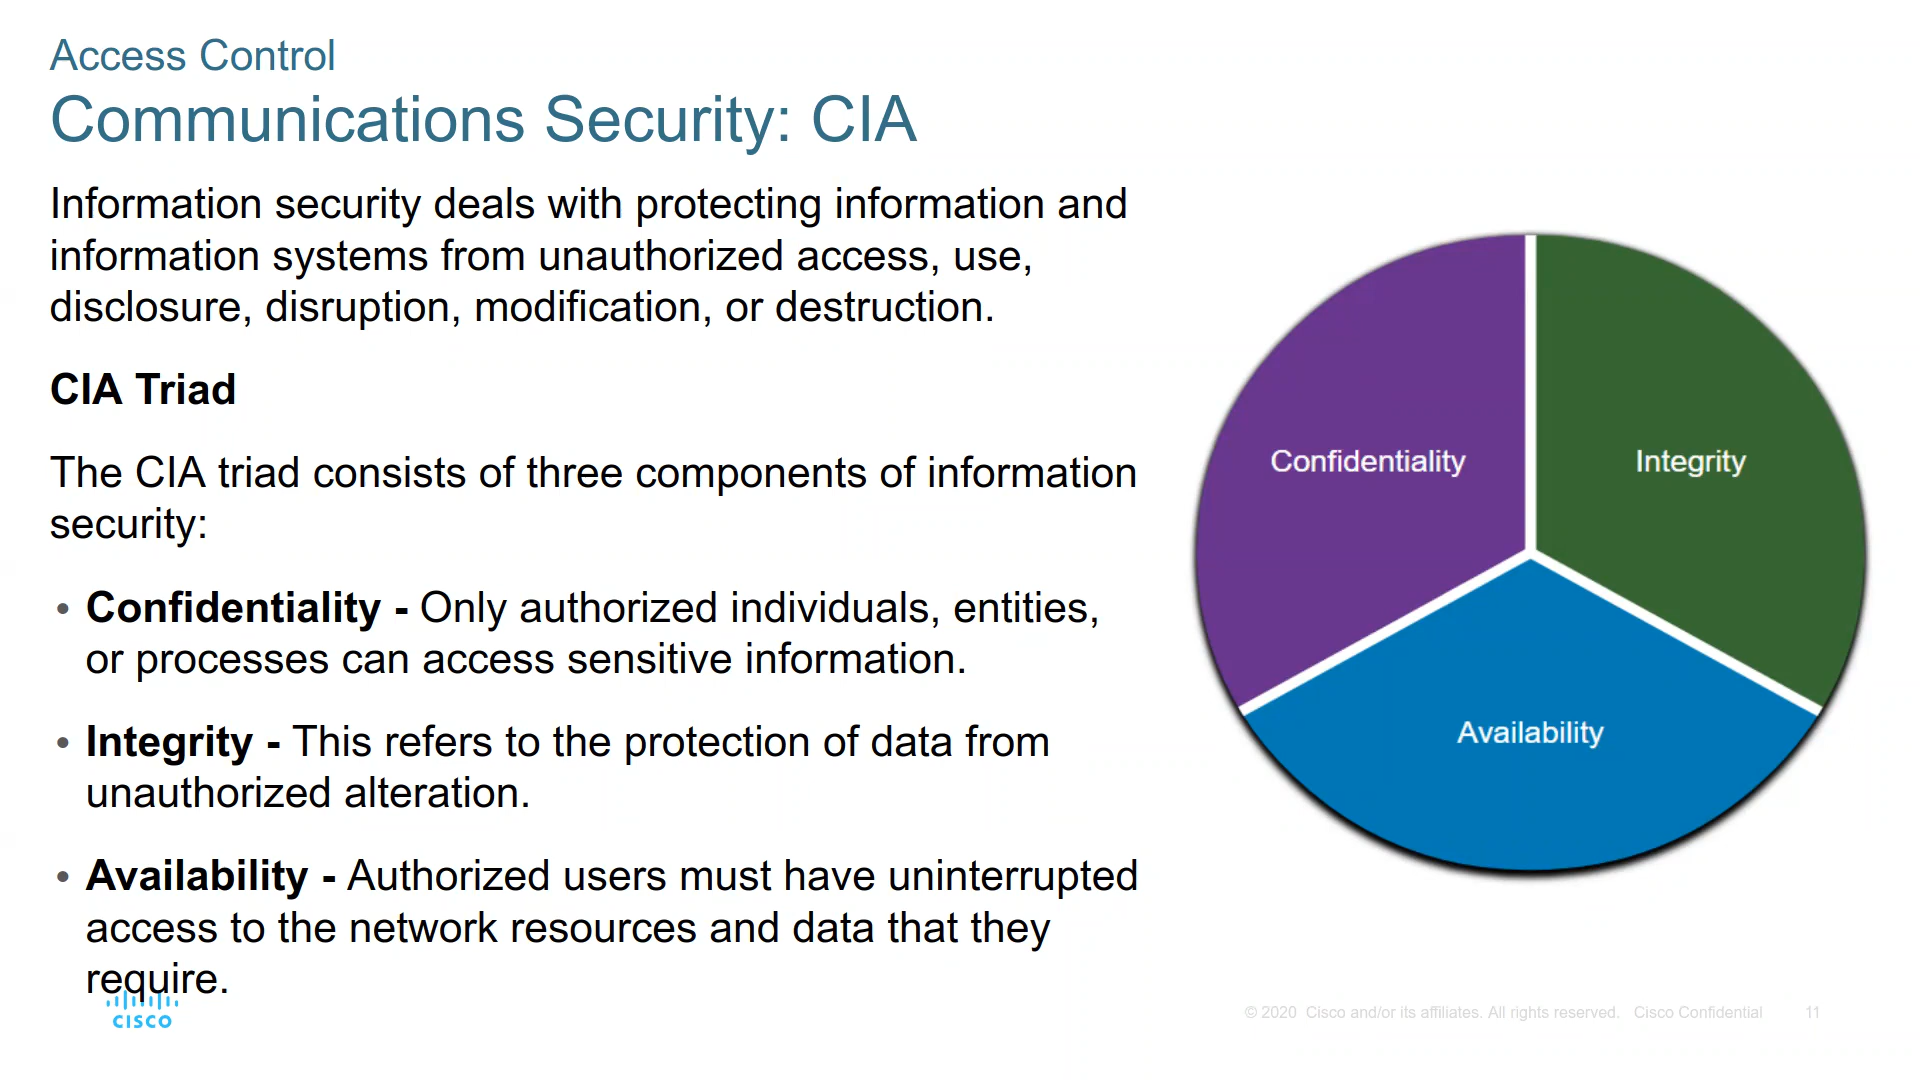 Access Control
Communications Security: CIA
Information security deals with protecting information and
information systems from unauthorized access, use,
disclosure, disruption, modification, or destruction.
CIA Triad
The CIA triad consists of three components of information
security:
• Confidentiality - Only authorized individuals, entities,
or processes can access sensitive information.
• Integrity - This refers to the protection of data from
unauthorized alteration.
• Availability - Authorized users must have uninterrupted
access to the network resources and data that they
require.
Confidentiality
Integrity
Availability
CISCO
© 2020 Cisco and/or its affiliates. All rights reserved. Cisco Confidential 11